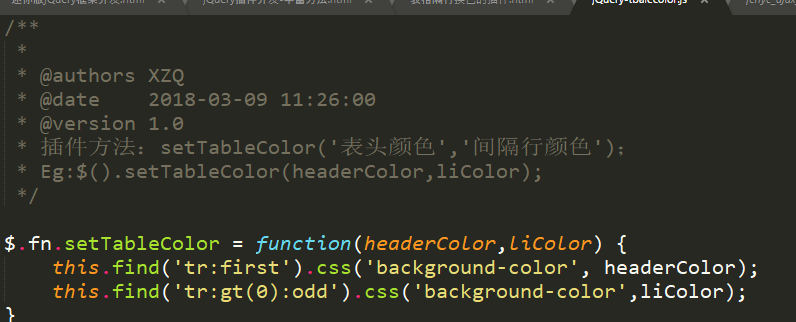 /**
 *
 * @authors XZQ
 * @date    2018-03-09 11:26:00
 * @version 1.0
 * 插件方法：setTableColor('表头颜色','间隔行颜色');
 * Eg:$().setTableColor(headerColor,liColor);
 */
$.fn.setTableColor = function(headerColor,liColor) {
    this.find('tr:first').css('background-color', headerColor);
    this.find('tr:gt(0):odd').css('background-color',liColor);
}